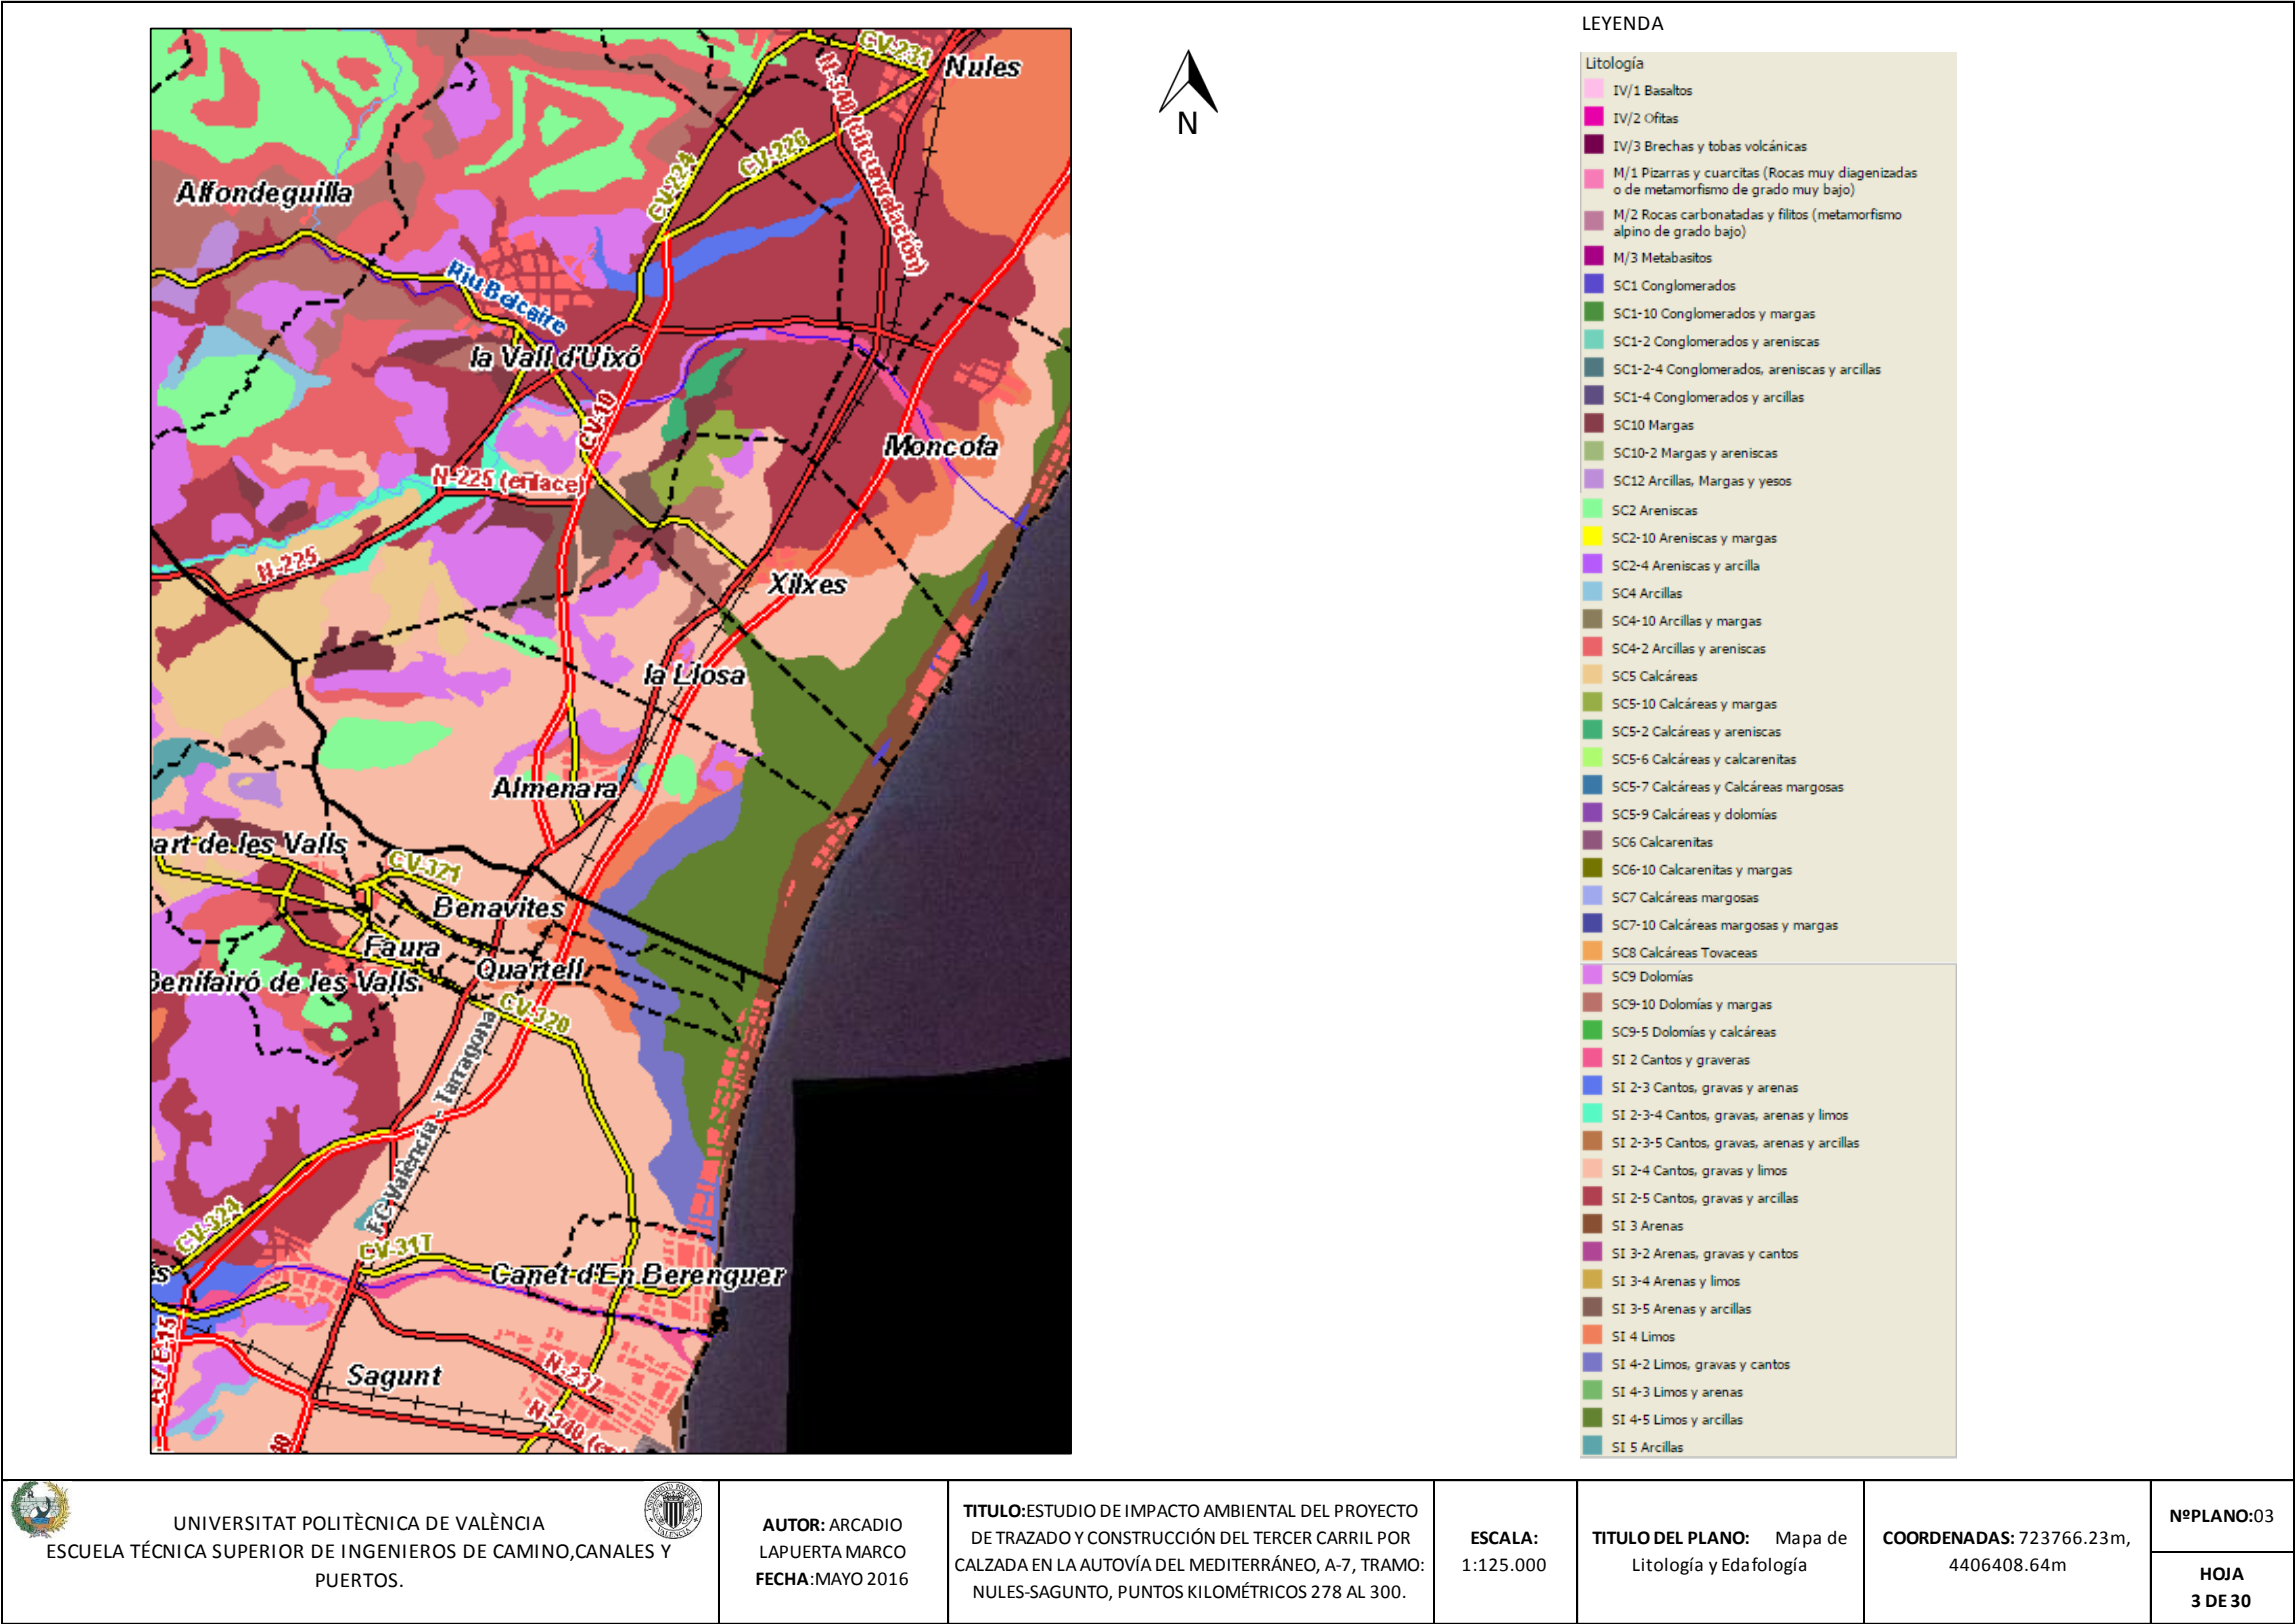 LEYENDA
Litología
IV/1 Basaltos
IV/2 Ofitas
IV/3 Brechas y tobas volcánicas
M/1 Pizarras y cuarcitas (Rocas muy diagenizadas
o de metamorfismo de grado muy bajo)
M/2 Rocas carbonatadas y filitos (metamorfismo
alpino de grado bajo)
M/3 Metabasitos
SC1 Conglomerados
SC1-10 Conglomerados y margas
SC1-2 Conglomerados y areniscas
SC1-2-4 Conglomerados, areniscas y arcillas
SC1-4 Conglomerados y arcillas
SC10 Margas
SC10-2 Margas y areniscas
SC12 Arcillas, Margas y yesos
SC2 Areniscas
SC2-10 Areniscas y margas
SC2-4 Areniscas y arcilla
SC4 Arcillas
SC4-10 Arcillas y margas
SC4-2 Arcillas y areniscas
SC5 Calcáreas
SC5-10 Calcáreas y margas
SC5-2 Calcáreas y areniscas
SC5-6 Calcáreas y calcarenitas
SC5-7 Calcáreas y Calcáreas margosas
SC5-9 Calcáreas y dolomías
SC6 Calcarenitas
SC6-10 Calcarenitas y margas
SC7 Calcáreas margosas
SC7-10 Calcáreas margosas y margas
SC8 Calcáreas Tovaceas
SC9 Dolomías
SC9-10 Dolomías y margas
SC9-5 Dolomías y calcáreas
SI 2 Cantos y graveras
SI 2-3 Cantos, gravas y arenas
SI 2-3-4 Cantos, gravas, arenas y limos
SI 2-3-5 Cantos, gravas, arenas y arcillas
SI 2-4 Cantos, gravas y limos
SI 2-5 Cantos, gravas y arcillas
SI 3 Arenas
SI 3-2 Arenas, gravas y cantos
SI 3-4 Arenas y limos
SI 3-5 Arenas y arcillas
SI 4 Limos
SI 4-2 Limos, gravas y cantos
SI 4-3 Limos y arenas
SI 4-5 Limos y arcillas
SI 5 Arcillas
N
CV-231
Nules
N-340 (circunvalación)
CV-226
CV-224
Alfondeguilla
Riu Belcaire
la Vall d'Uixó
CV-10
Moncofa
N-225 (enlace)
N-225
Xilxes
la Llosa
Almenara
art de les Valls
CV-321
Benavites
Faura
Quartell
Benifairó de les Valls
CV-320
FC València - Tarragona
CV-324
CV-317
Canet d'En Berenguer
A-7/E-15
Sagunt
N-237
N-340
UNIVERSITAT POLITÈCNICA DE VALÈNCIA
ESCUELA TÉCNICA SUPERIOR DE INGENIEROS DE CAMINO,CANALES Y
PUERTOS.
AUTOR: ARCADIO
LAPUERTA MARCO
FECHA:MAYO 2016
TITULO:ESTUDIO DE IMPACTO AMBIENTAL DEL PROYECTO
DE TRAZADO Y CONSTRUCCIÓN DEL TERCER CARRIL POR
CALZADA EN LA AUTOVÍA DEL MEDITERRÁNEO, A-7, TRAMO:
NULES-SAGUNTO, PUNTOS KILOMÉTRICOS 278 AL 300.
ESCALA:
1:125.000
TITULO DEL PLANO: Mapa de
Litología y Edafología
COORDENADAS: 723766.23m,
4406408.64m
NºPLANO:03
HOJA
3 DE 30